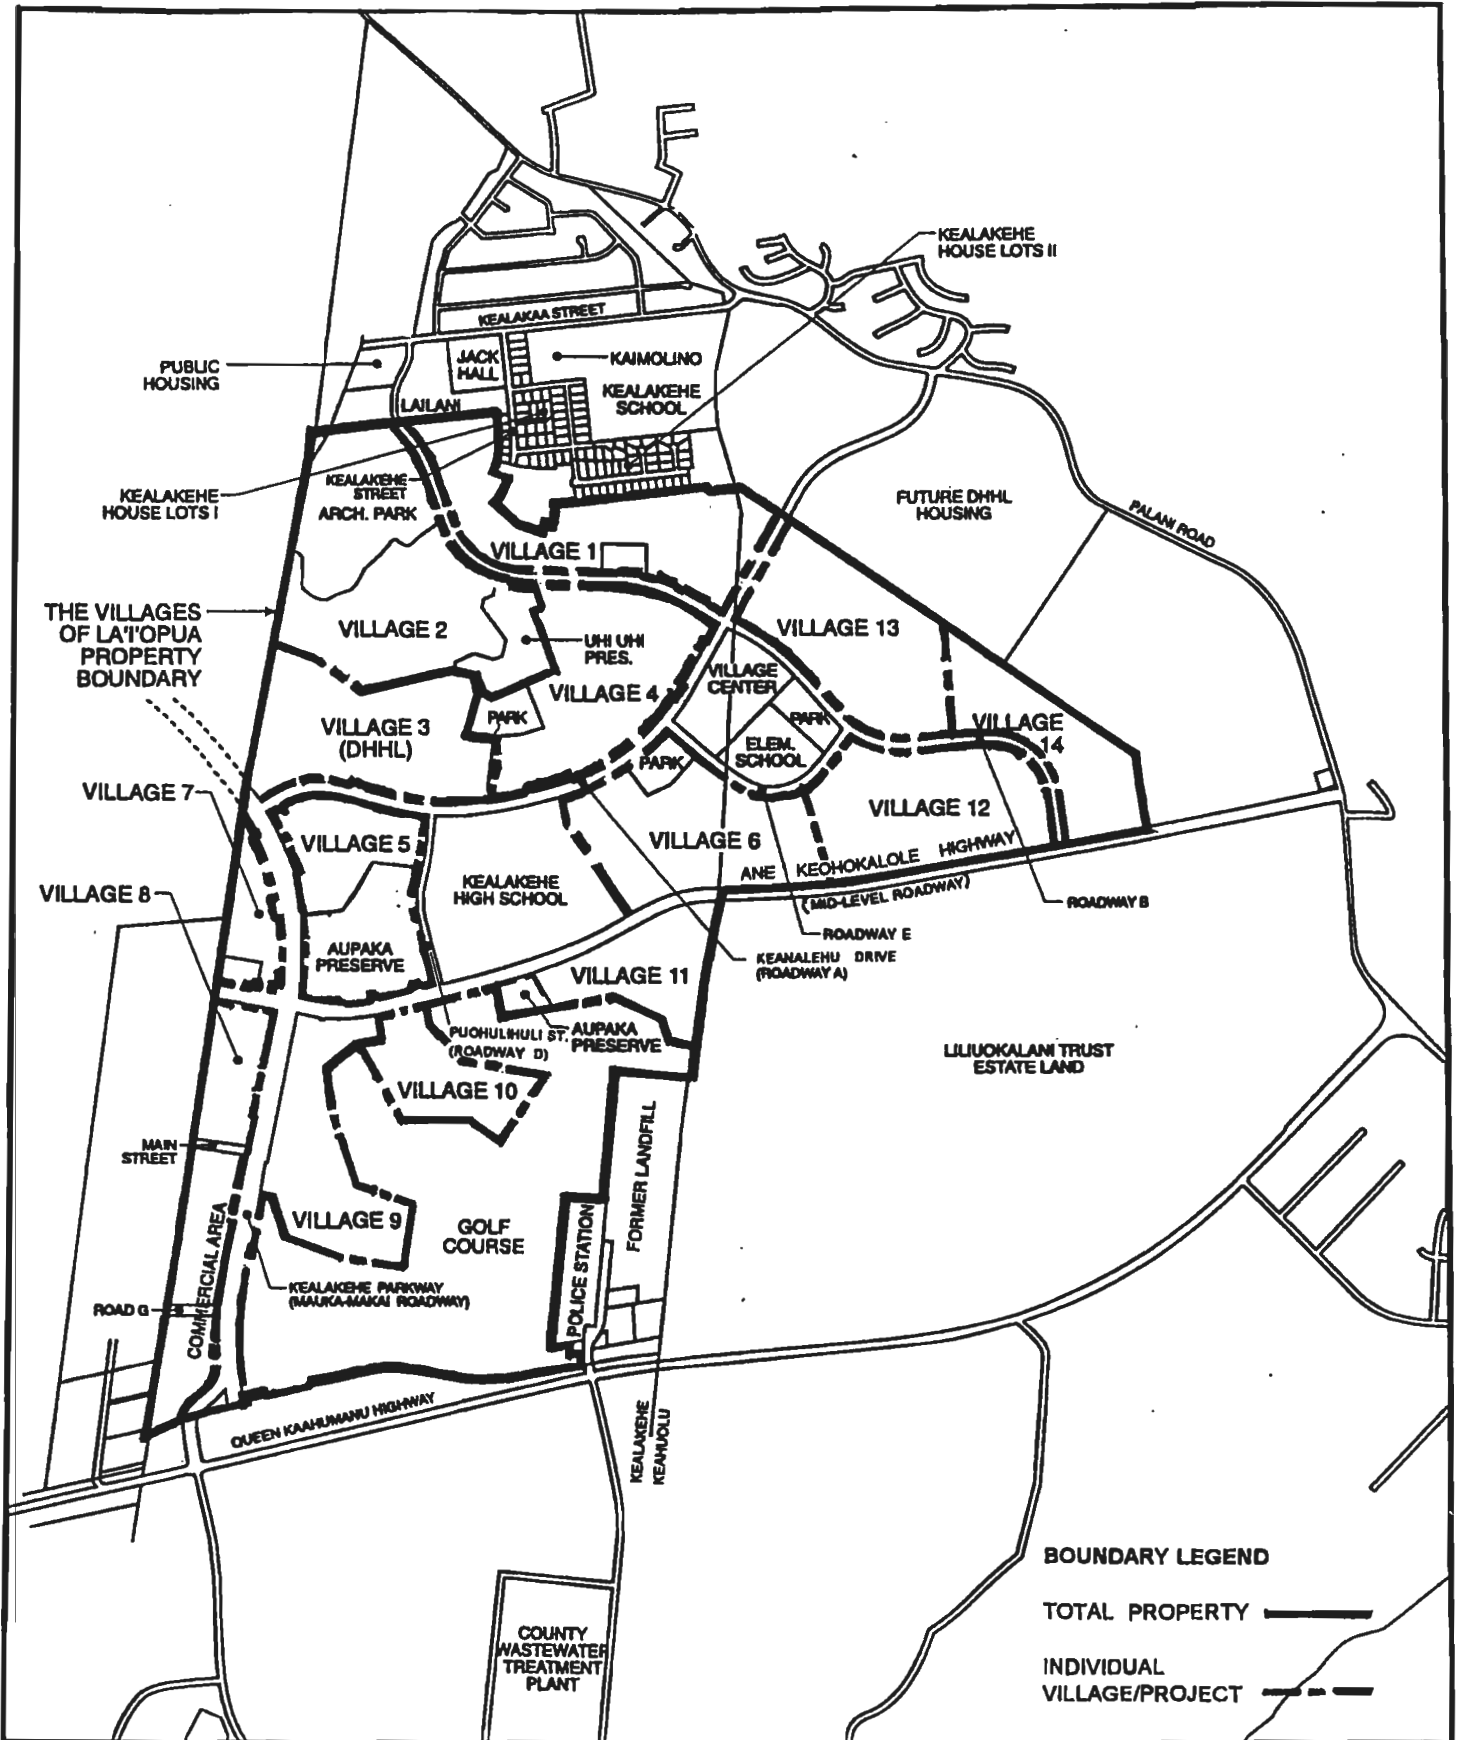 KEALAKEHE
HOUSE LOTS II
KEALAKAA STREET
PUBLIC
HOUSING
JACK
HALL
KAIMOLINO
KEALAKEHE
SCHOOL
LAILANI
KEALAKEHE
STREET
ARCH. PARK
KEALAKEHE
HOUSE LOTS I
FUTURE DHHL
HOUSING
PALANI ROAD
VILLAGE 1
THE VILLAGES
OF LA'I'OPUA
PROPERTY
BOUNDARY
VILLAGE 2
UHI UHI
PRES.
VILLAGE 13
VILLAGE
CENTER
VILLAGE 4
PARK
PARK
VILLAGE 3
(DHHL)
VILLAGE
14
ELEM.
SCHOOL
PARK
VILLAGE 7
VILLAGE 12
VILLAGE 5
VILLAGE 6
ANE KEOHOKALOLE HIGHWAY
(MID-LEVEL ROADWAY)
VILLAGE 8
KEALAKEHE
HIGH SCHOOL
ROADWAY B
ROADWAY E
AUPAKA
PRESERVE
KEANALEHU DRIVE
(ROADWAY A)
VILLAGE 11
PUOHULIHULI ST.
(ROADWAY D)
AUPAKA
PRESERVE
LILIUOKALANI TRUST
ESTATE LAND
VILLAGE 10
MAIN
STREET
FORMER LANDFILL
VILLAGE 9
GOLF
COURSE
POLICE STATION
COMMERCIAL AREA
KEALAKEHE PARKWAY
(MAUKA-MAKAI ROADWAY)
ROAD G
QUEEN KAAHUMANU HIGHWAY
KEALAKEHE
KEAHUOLU
BOUNDARY LEGEND
TOTAL PROPERTY
INDIVIDUAL
VILLAGE/PROJECT
COUNTY
WASTEWATER
TREATMENT
PLANT